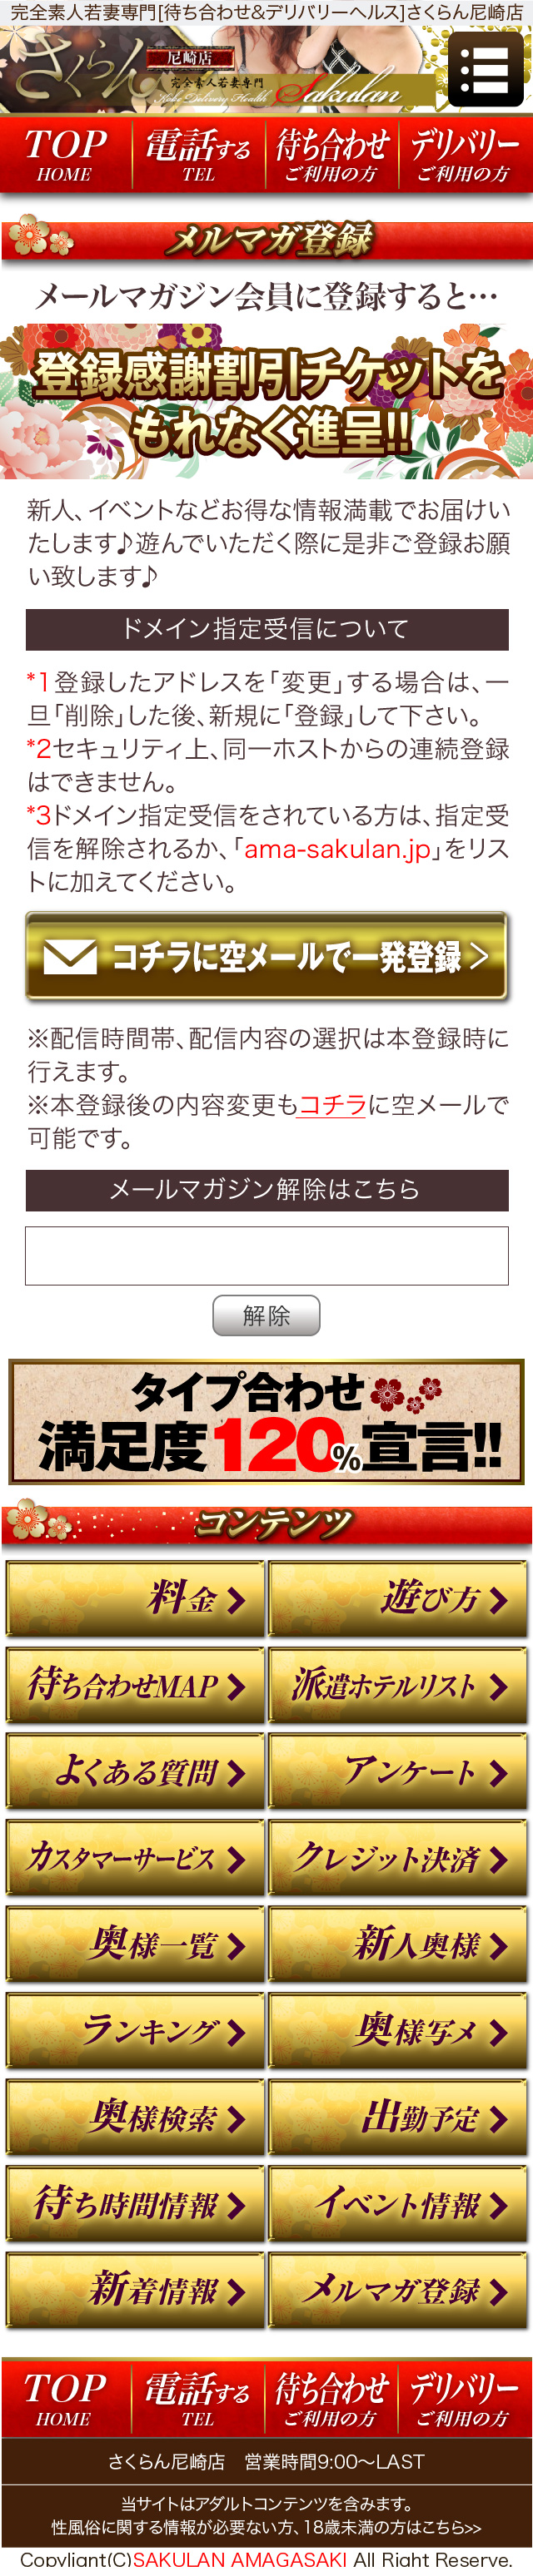 完全素人若妻専門[待ち合わせ&デリバリーヘルス]さくらん尼崎店
さくらん 尼崎店
完全素人若妻専門
Kobe Delivery Health Sakulan
TOP 電話する 待ち合わせ デリバリー
HOME TEL ご利用の方 ご利用の方
メルマガ登録
メールマガジン会員に登録すると…
登録感謝割引チケットを
もれなく進呈!!
新人、イベントなどお得な情報満載でお届けい
たします♪遊んでいただく際に是非ご登録お願
い致します♪
ドメイン指定受信について
*1登録したアドレスを「変更」する場合は、一
旦「削除」した後、新規に「登録」して下さい。
*2セキュリティ上、同一ホストからの連続登録
はできません。
*3ドメイン指定受信をされている方は、指定受
信を解除されるか、「ama-sakulan.jp」をリス
トに加えてください。
コチラに空メールで一発登録 >
※配信時間帯、配信内容の選択は本登録時に
行えます。
※本登録後の内容変更もコチラに空メールで
可能です。
メールマガジン解除はこちら
解除
タイプ合わせ
満足度120%宣言!!
コンテンツ
料金 遊び方
待ち合わせMAP 派遣ホテルリスト
よくある質問 アンケート
カスタマーサービス クレジット決済
奥様一覧 新人奥様
ランキング 奥様写メ
奥様検索 出勤予定
待ち時間情報 イベント情報
新着情報 メルマガ登録
TOP 電話する 待ち合わせ デリバリー
HOME TEL ご利用の方 ご利用の方
さくらん尼崎店 営業時間9:00〜LAST
当サイトはアダルトコンテンツを含みます。
性風俗に関する情報が必要ない方、18歳未満の方はこちら>>
Copyliant(C)SAKULAN AMAGASAKI All Right Reserve.